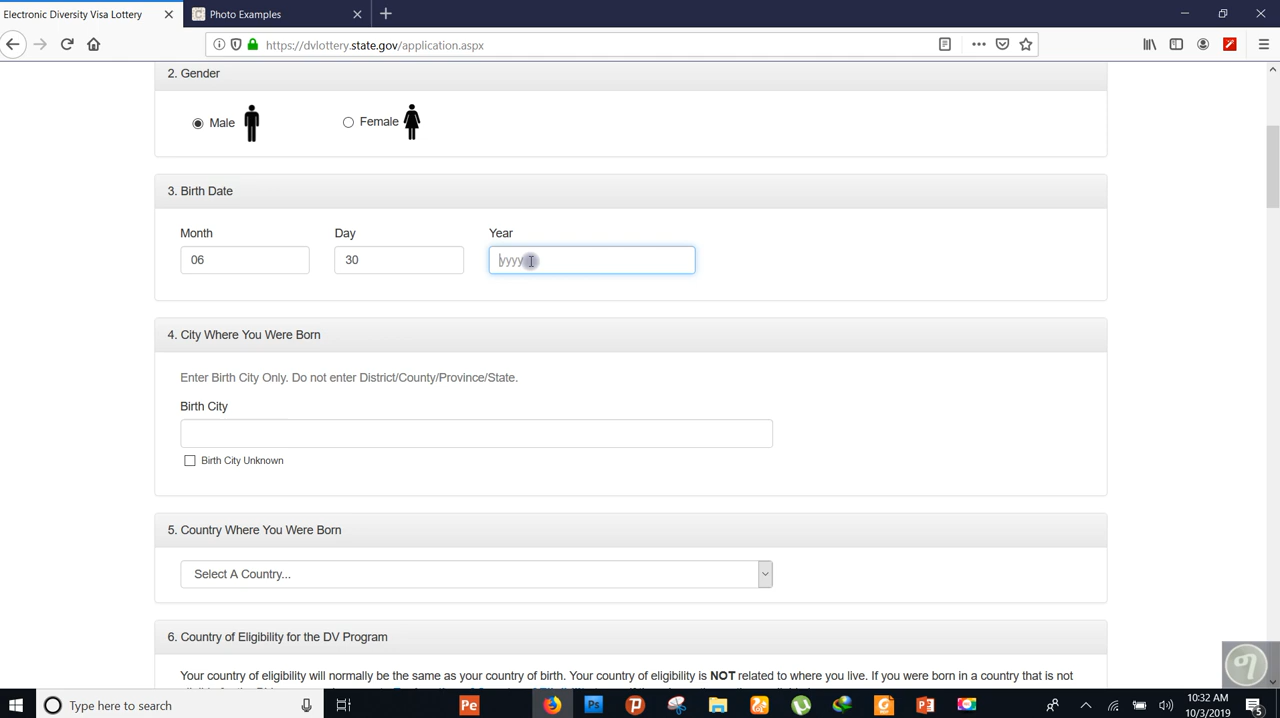 Electronic Diversity Visa Lottery
Photo Examples
https://dvlottery.state.gov/application.aspx
2. Gender
Male
Female
3. Birth Date
Month
Day
Year
06
30
yyyy
4. City Where You Were Born
Enter Birth City Only. Do not enter District/County/Province/State.
Birth City
Birth City Unknown
5. Country Where You Were Born
Select A Country...
6. Country of Eligibility for the DV Program
Your country of eligibility will normally be the same as your country of birth. Your country of eligibility is NOT related to where you live. If you were born in a country that is not
Type here to search
Pe
Ps
10:32 AM
10/3/2019
5